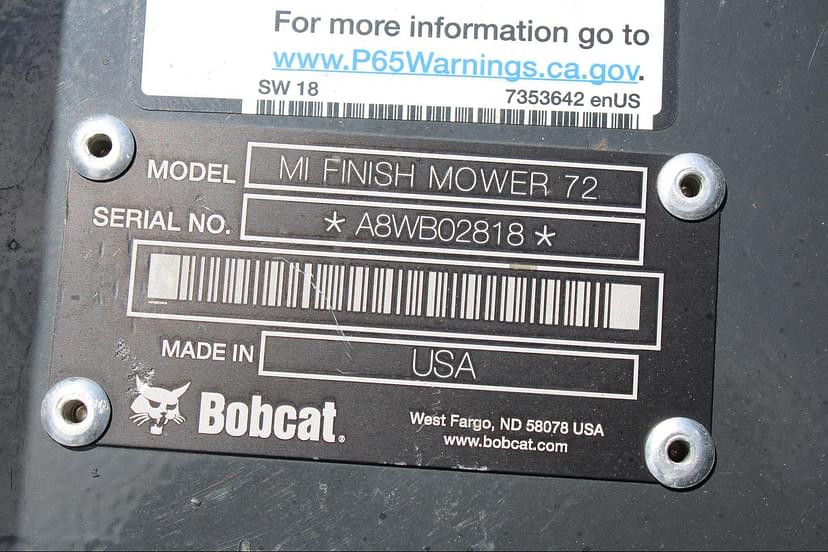 For more information go to
www.P65Warnings.ca.gov.
SW 18 7353642 enUS
MODEL MI FINISH MOWER 72
SERIAL NO. * A8WB02818 *
MADE IN USA
Bobcat.
West Fargo, ND 58078 USA
www.bobcat.com